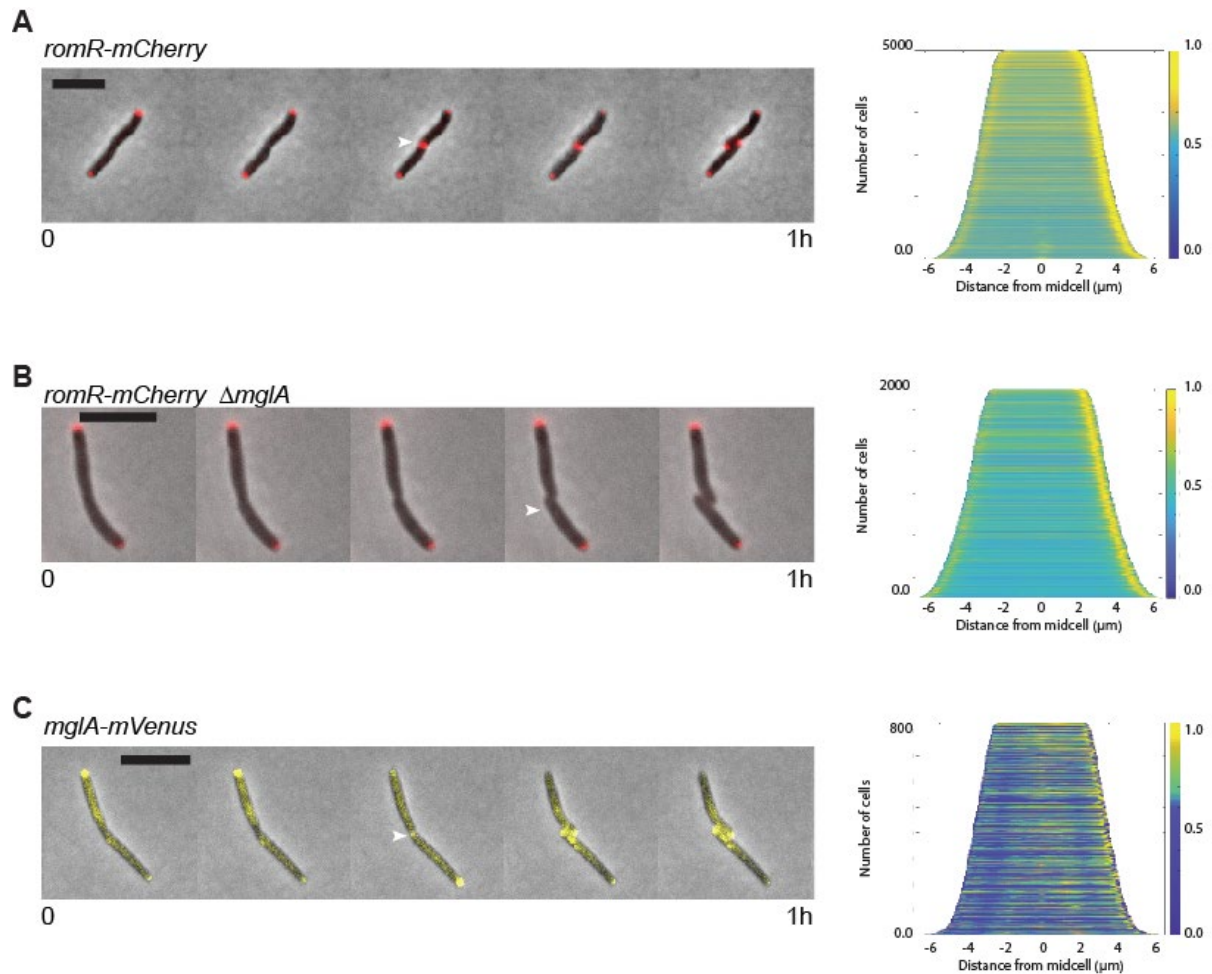 A
romR-mCherry
0
1h
5000
0.0
Number of cells
-6 -4 -2 0 2 4 6
Distance from midcell (µm)
1.0
0.5
0.0
B
romR-mCherry ΔmglA
0
1h
2000
0.0
Number of cells
-6 -4 -2 0 2 4 6
Distance from midcell (µm)
1.0
0.5
0.0
C
mglA-mVenus
0
1h
800
0.0
Number of cells
-6 -4 -2 0 2 4 6
Distance from midcell (µm)
1.0
0.5
0.0